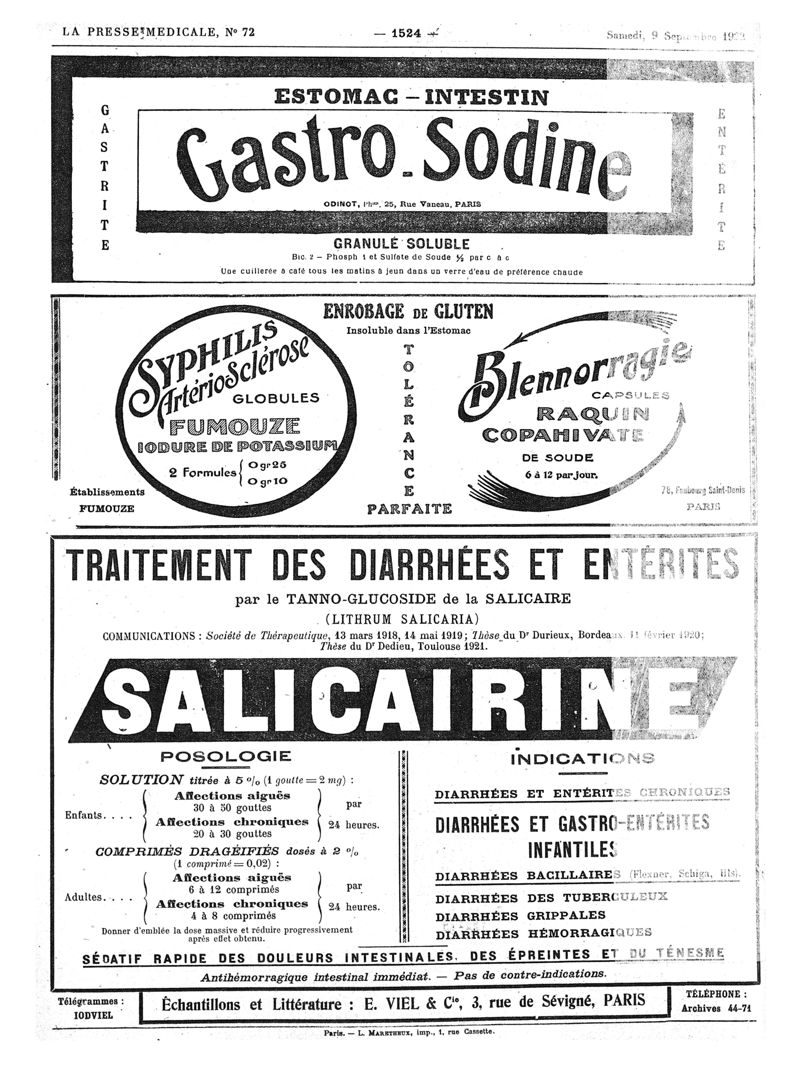 LA PRESSE MEDICALE, No 72
— 1524 —
Samedi, 9 Septembre 1922
ESTOMAC – INTESTIN
GASTRITE
Gastro-Sodine
ODINOT, Phen, 25, Rue Vaneau, PARIS
ENTÉRITE
GRANULÉ SOLUBLE
Bic. 2 – Phosph 1 et Sulfate de Soude ½ par c à c
Une cuillerée à café tous les matins à jeun dans un verre d'eau de préférence chaude
ENROBAGE DE GLUTEN
Insoluble dans l'Estomac
SYPHILIS
ArtérioSclérose
GLOBULES
FUMOUZE
IODURE DE POTASSIUM
2 Formules { 0gr25
0gr10
Établissements
FUMOUZE
TOLÉRANCE
PARFAITE
Blennorragie
CAPSULES
RAQUIN
COPAHIVATE
DE SOUDE
6 à 12 par jour.
78, Faubourg Saint-Denis
PARIS
TRAITEMENT DES DIARRHÉES ET ENTÉRITES
par le TANNO-GLUCOSIDE de la SALICAIRE
(LITHRUM SALICARIA)
COMMUNICATIONS : Société de Thérapeutique, 13 mars 1918, 14 mai 1919; Thèse du Dr Durieux, Bordeaux 11 février 1920;
Thèse du Dr Dedieu, Toulouse 1921.
SALICAIRINE
POSOLOGIE
SOLUTION titrée à 5 % (1 goutte = 2 mg) :
Enfants. . . . { Affections aiguës
30 à 50 gouttes
Affections chroniques
20 à 30 gouttes } par
24 heures.
COMPRIMÉS DRAGÉIFIÉS dosés à 2 %
(1 comprimé = 0,02) :
Adultes. . . . { Affections aiguës
6 à 12 comprimés
Affections chroniques
4 à 8 comprimés } par
24 heures.
Donner d'emblée la dose massive et réduire progressivement
après effet obtenu.
INDICATIONS
DIARRHÉES ET ENTÉRITES CHRONIQUES
DIARRHÉES ET GASTRO-ENTÉRITES
INFANTILES
DIARRHÉES BACILLAIRES (Flexner, Schiga, His).
DIARRHÉES DES TUBERCULEUX
DIARRHÉES GRIPPALES
DIARRHÉES HÉMORRAGIQUES
SÉDATIF RAPIDE DES DOULEURS INTESTINALES, DES ÉPREINTES ET DU TÉNESME
Antihémorragique intestinal immédiat. — Pas de contre-indications.
Télégrammes :
IODVIEL
Échantillons et Littérature : E. VIEL & Cie, 3, rue de Sévigné, PARIS
TÉLÉPHONE :
Archives 44-71
Paris. — L. MARETHEUX, imp., 1, rue Cassette.